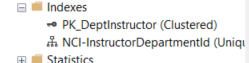 Indexes
PK_DeptInstructor (Clustered)
NCI-InstructorDepartmentId (Uniqu
Statistics